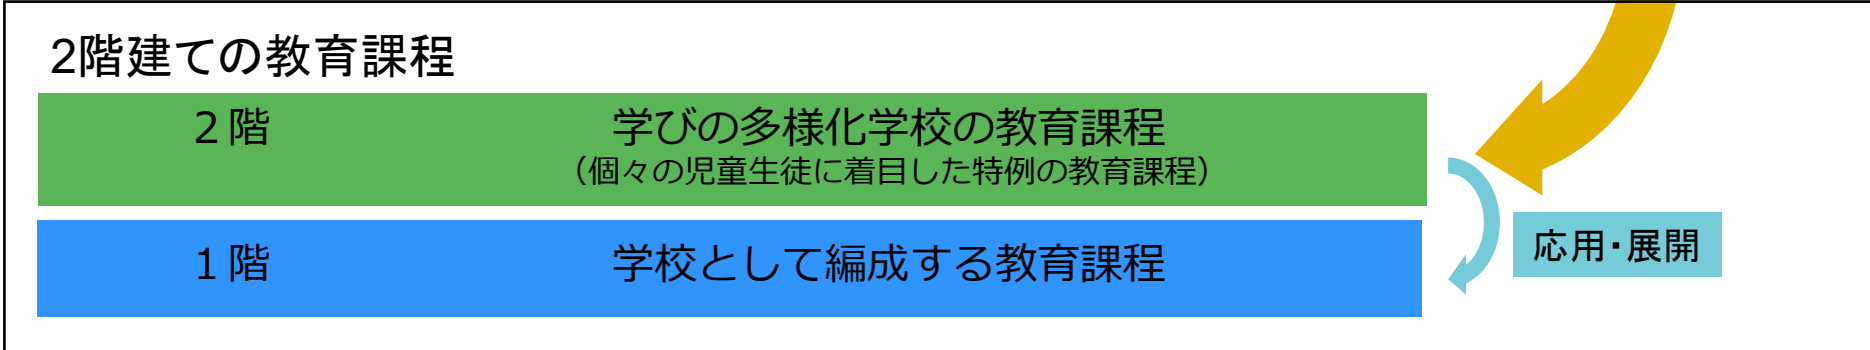 2階建ての教育課程
２階 学びの多様化学校の教育課程
（個々の児童生徒に着目した特例の教育課程）
１階 学校として編成する教育課程
応用・展開